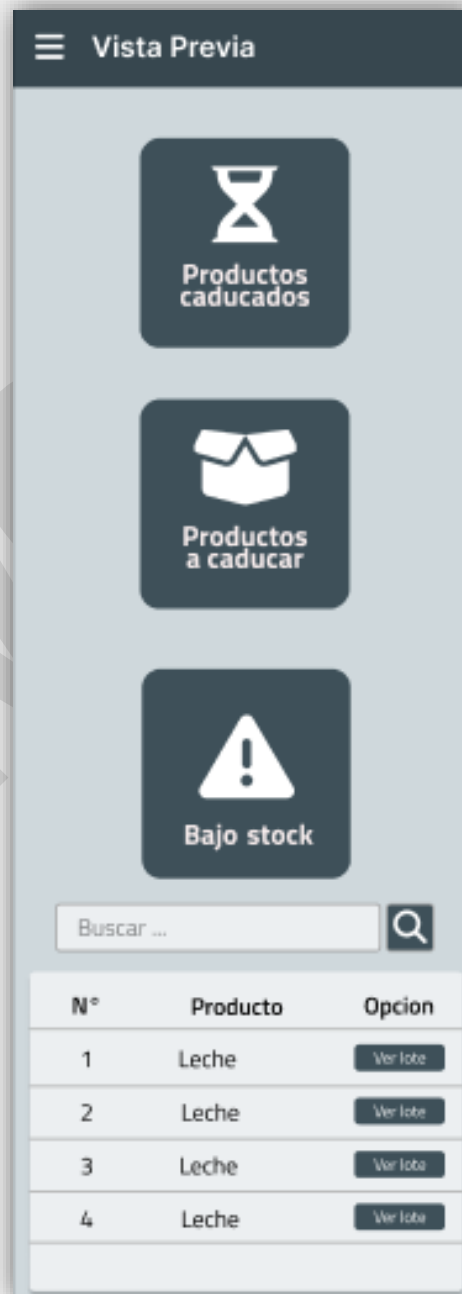 Vista Previa
Productos
caducados
Productos
a caducar
Bajo stock
Buscar ...
N° Producto Opcion
1 Leche Ver lote
2 Leche Ver lote
3 Leche Ver lote
4 Leche Ver lote